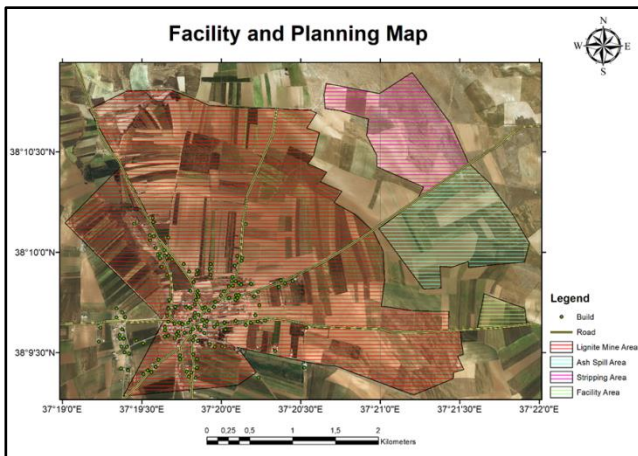 Facility and Planning Map
N
W E
S
38°10'30"N
38°10'0"N
38°9'30"N
Legend
Build
Road
Lignite Mine Area
Ash Spill Area
Stripping Area
Facility Area
37°19'0"E 37°19'30"E 37°20'0"E 37°20'30"E 37°21'0"E 37°21'30"E 37°22'0"E
0 0,25 0,5 1 1,5 2
Kilometers